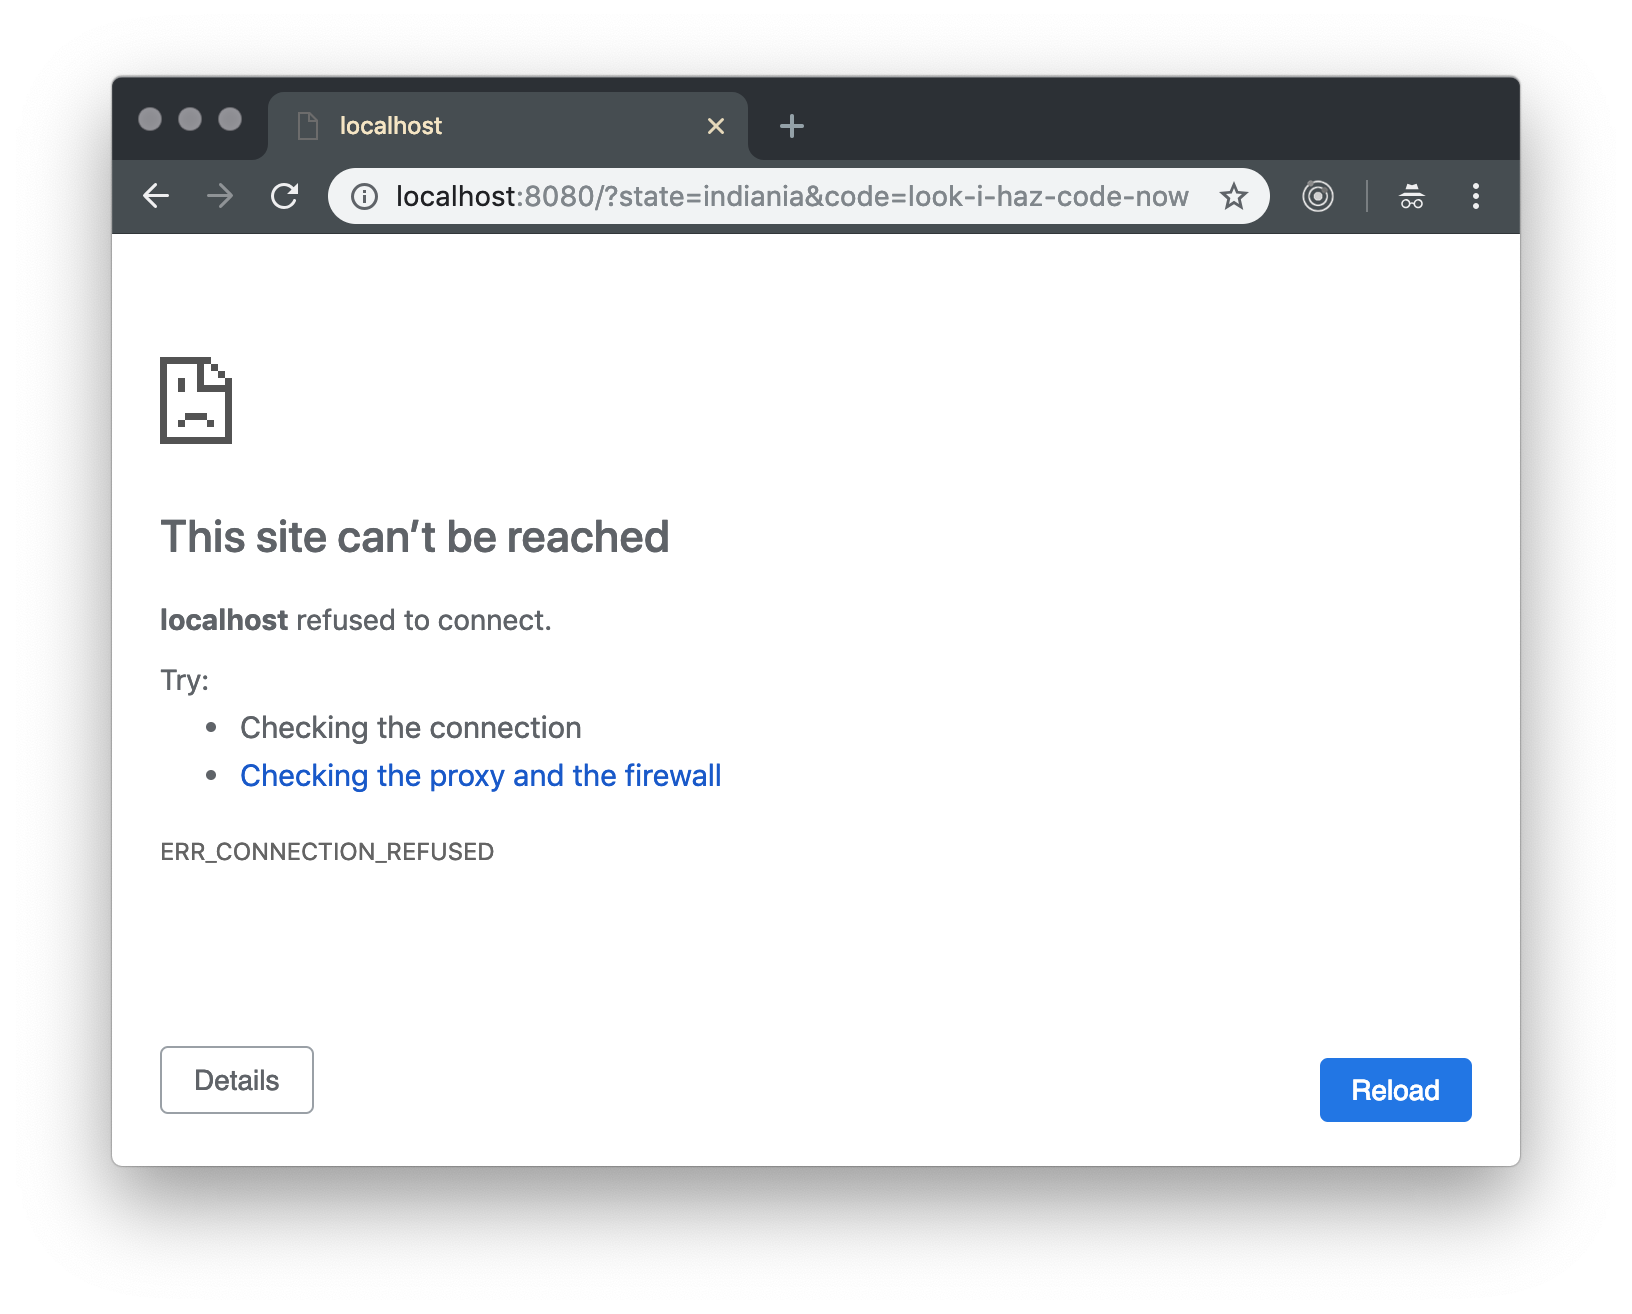 localhost
localhost:8080/?state=indiania&code=look-i-haz-code-now
This site can't be reached
localhost refused to connect.
Try:
• Checking the connection
• Checking the proxy and the firewall
ERR_CONNECTION_REFUSED
Details
Reload